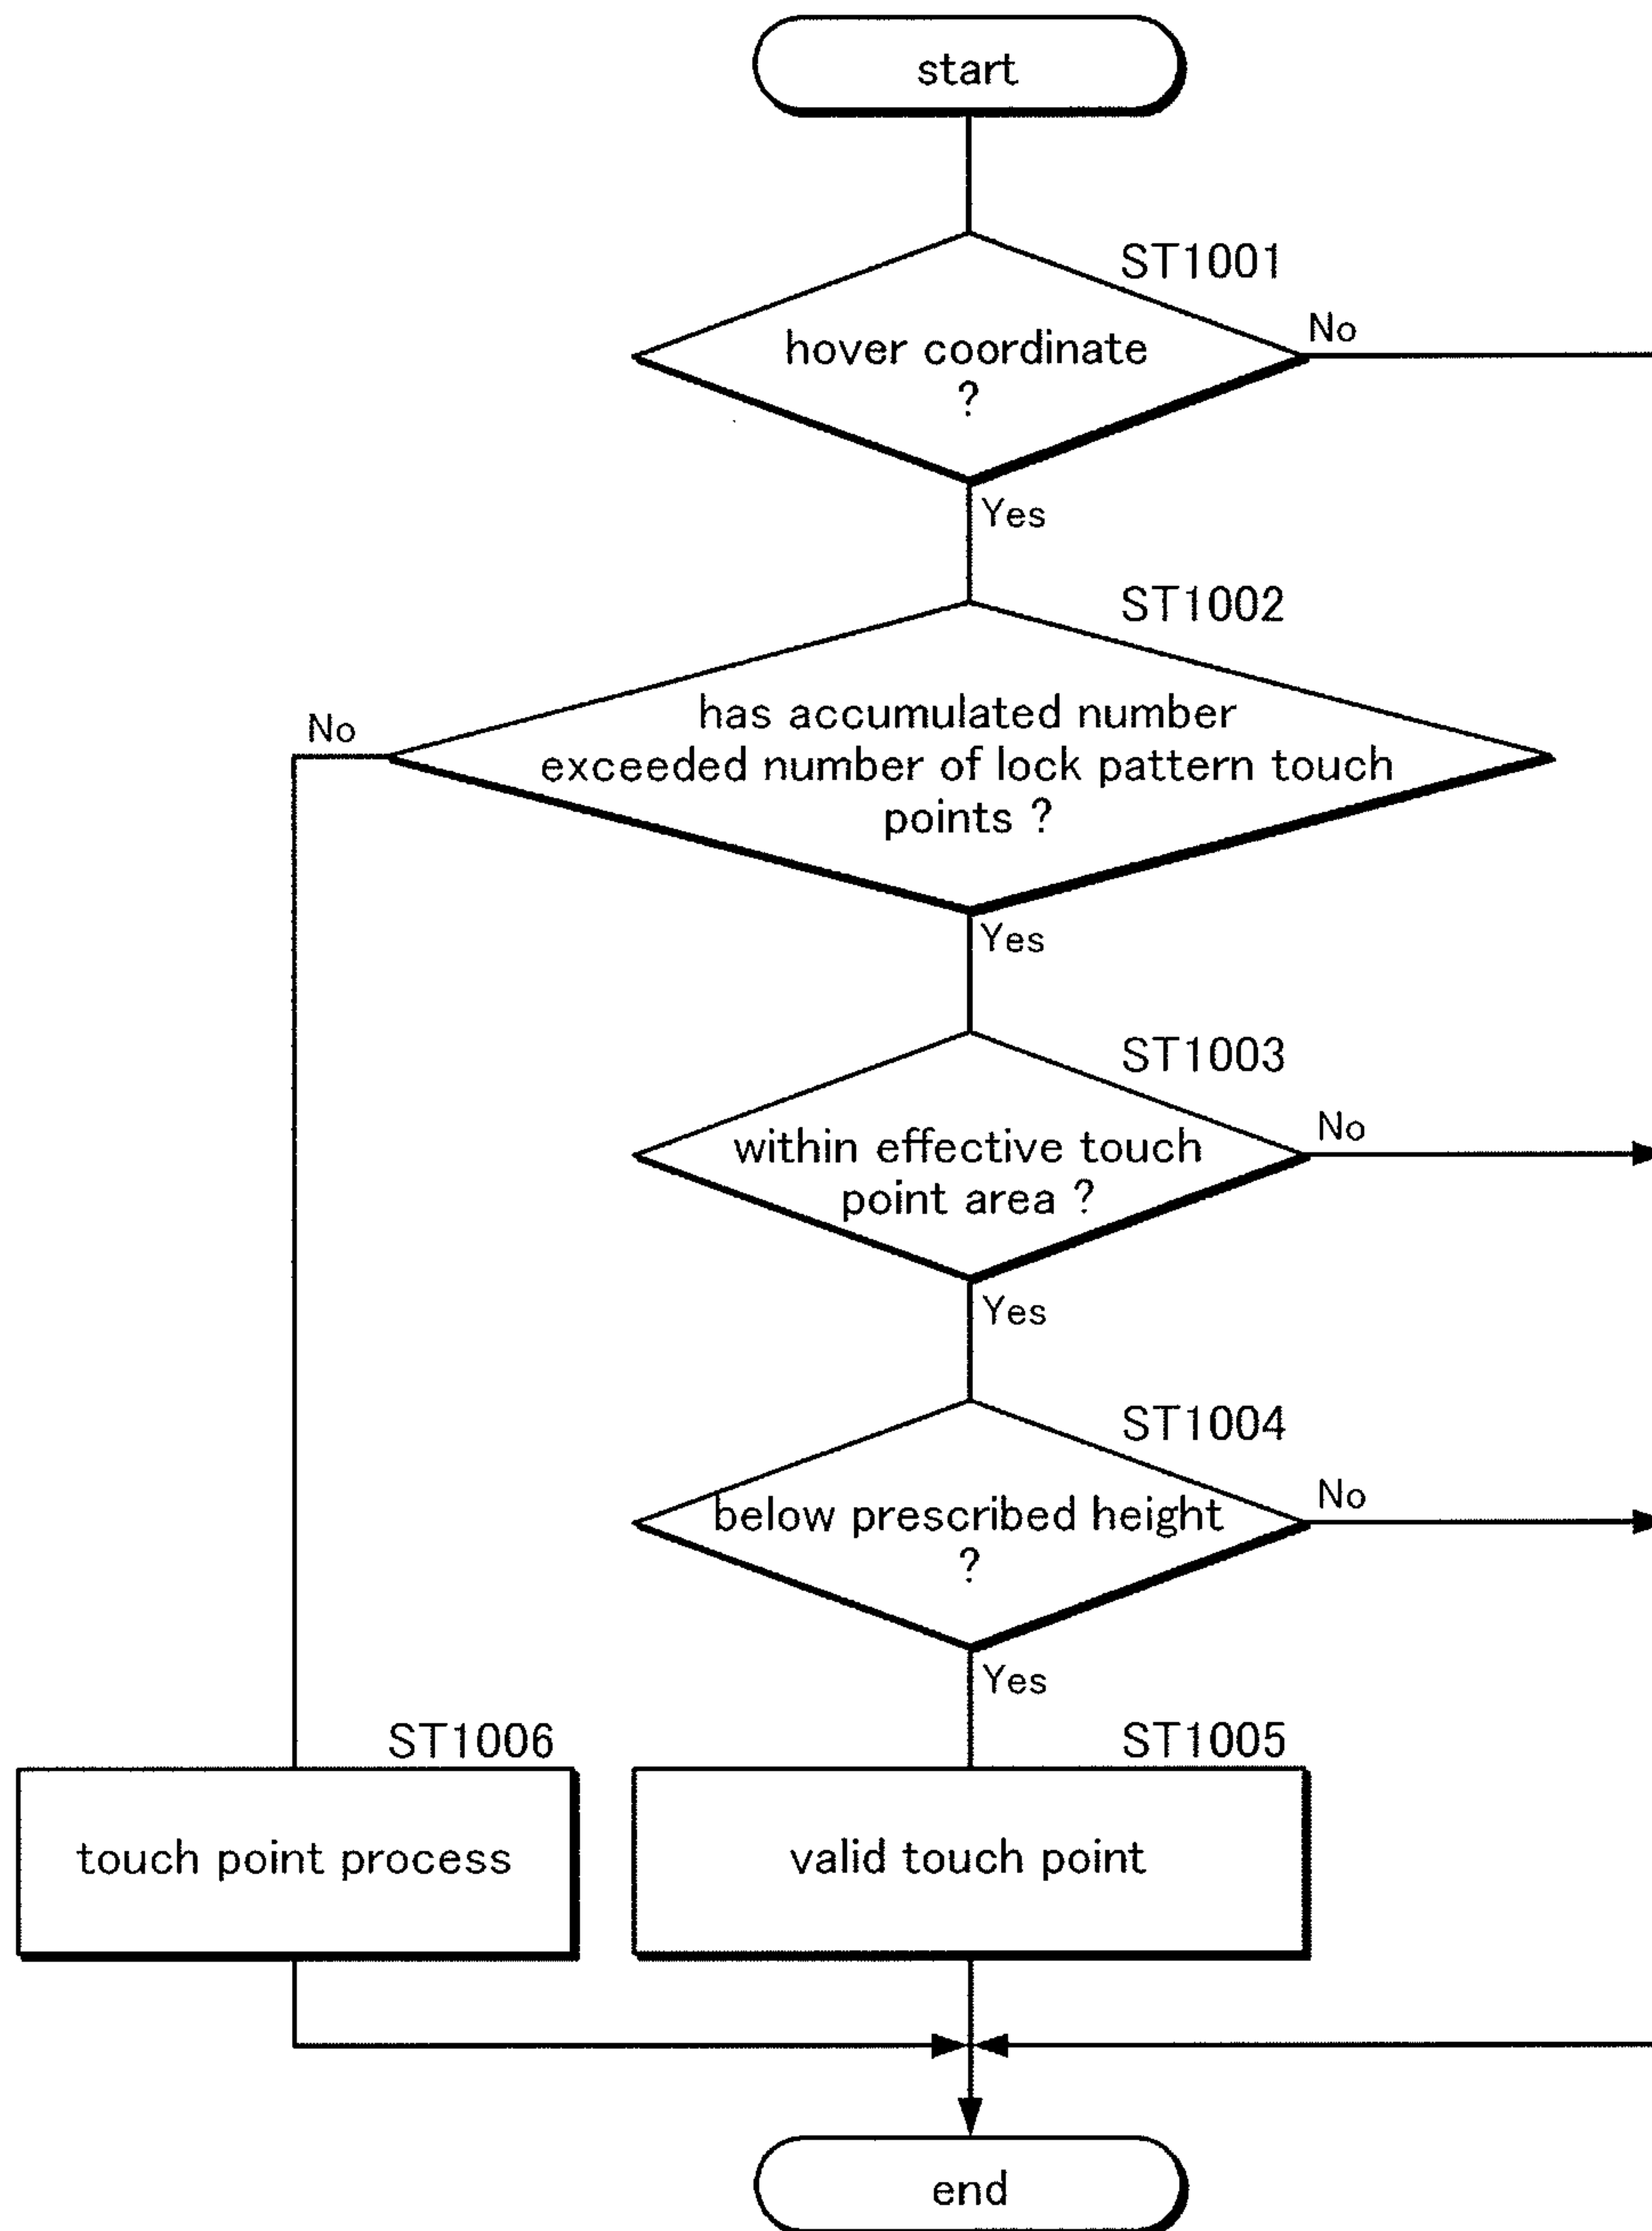 start
ST1001
hover coordinate
?
No
Yes
ST1002
has accumulated number
exceeded number of lock pattern touch
points ?
No
Yes
ST1003
within effective touch
point area ?
No
Yes
ST1004
below prescribed height
?
No
Yes
ST1006
ST1005
touch point process
valid touch point
end